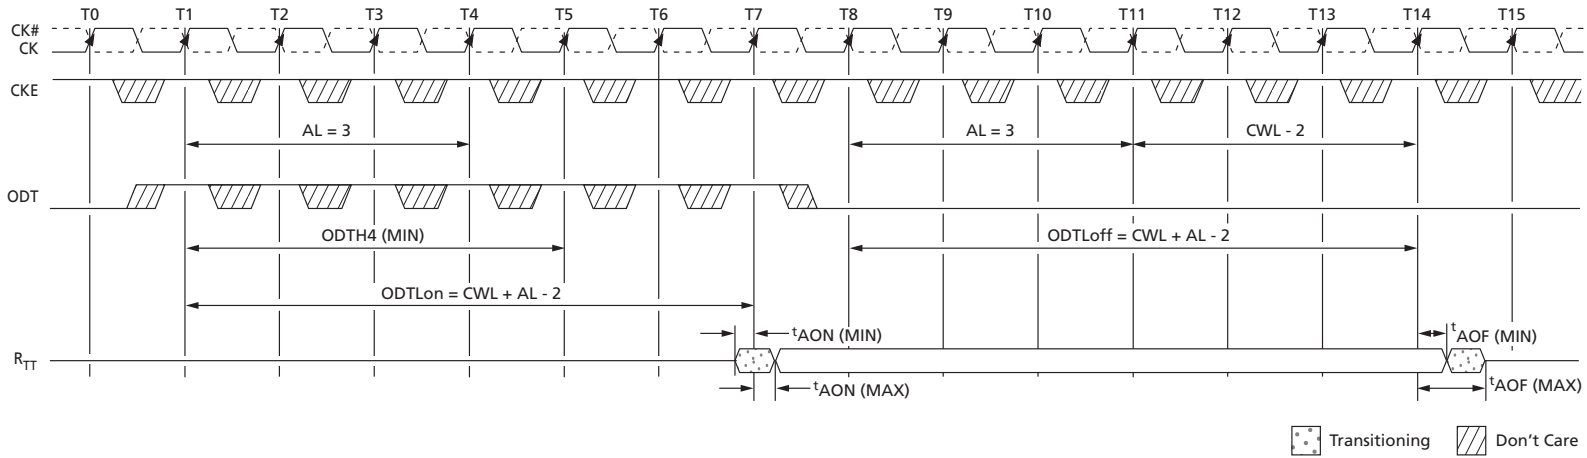 T0 T1 T2 T3 T4 T5 T6 T7 T8 T9 T10 T11 T12 T13 T14 T15
CK#
CK
CKE
AL = 3
AL = 3
CWL - 2
ODT
ODTH4 (MIN)
ODTLoff = CWL + AL - 2
ODTLon = CWL + AL - 2
tAON (MIN)
tAOF (MIN)
RTT
tAON (MAX)
tAOF (MAX)
Transitioning
Don't Care